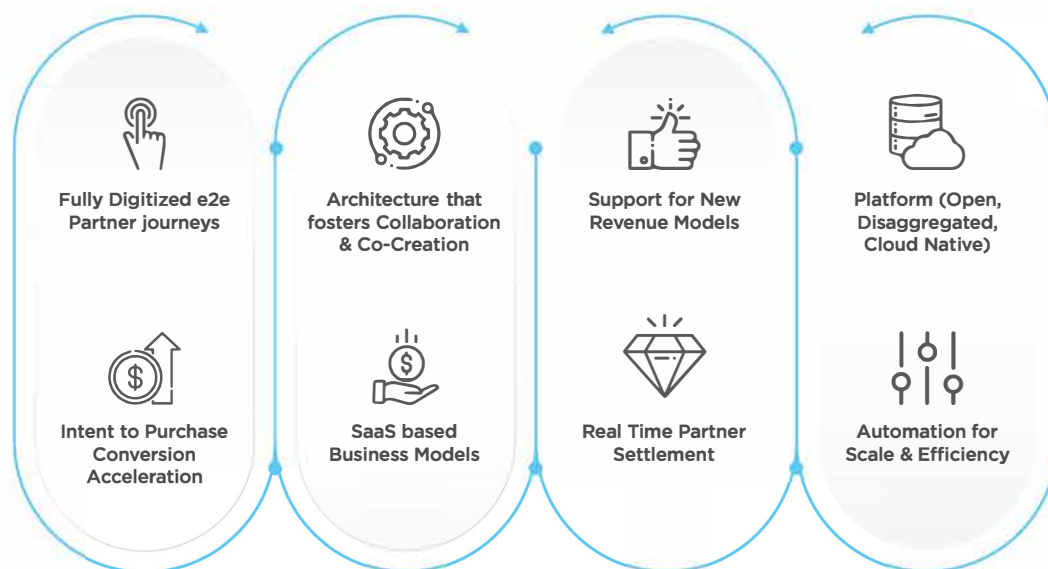 Fully Digitized e2e
Partner journeys
Architecture that
fosters Collaboration
& Co-Creation
Support for New
Revenue Models
Platform (Open,
Disaggregated,
Cloud Native)
$
Intent to Purchase
Conversion
Acceleration
$
SaaS based
Business Models
Real Time Partner
Settlement
Automation for
Scale & Efficiency